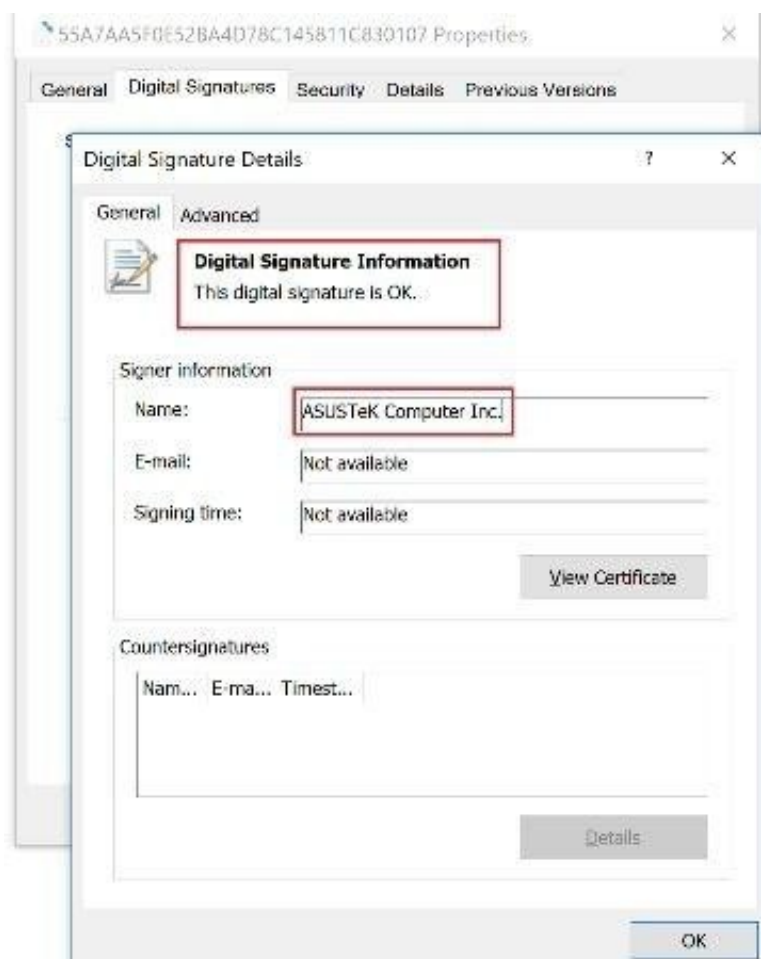 55A7AA5F0E52BA4D78C145811C830107 Properties
General Digital Signatures Security Details Previous Versions
Digital Signature Details ?
General Advanced
Digital Signature Information
This digital signature is OK.
Signer information
Name: ASUSTeK Computer Inc.
E-mail: Not available
Signing time: Not available
View Certificate
Countersignatures
Nam... E-ma... Timest...
Details
OK